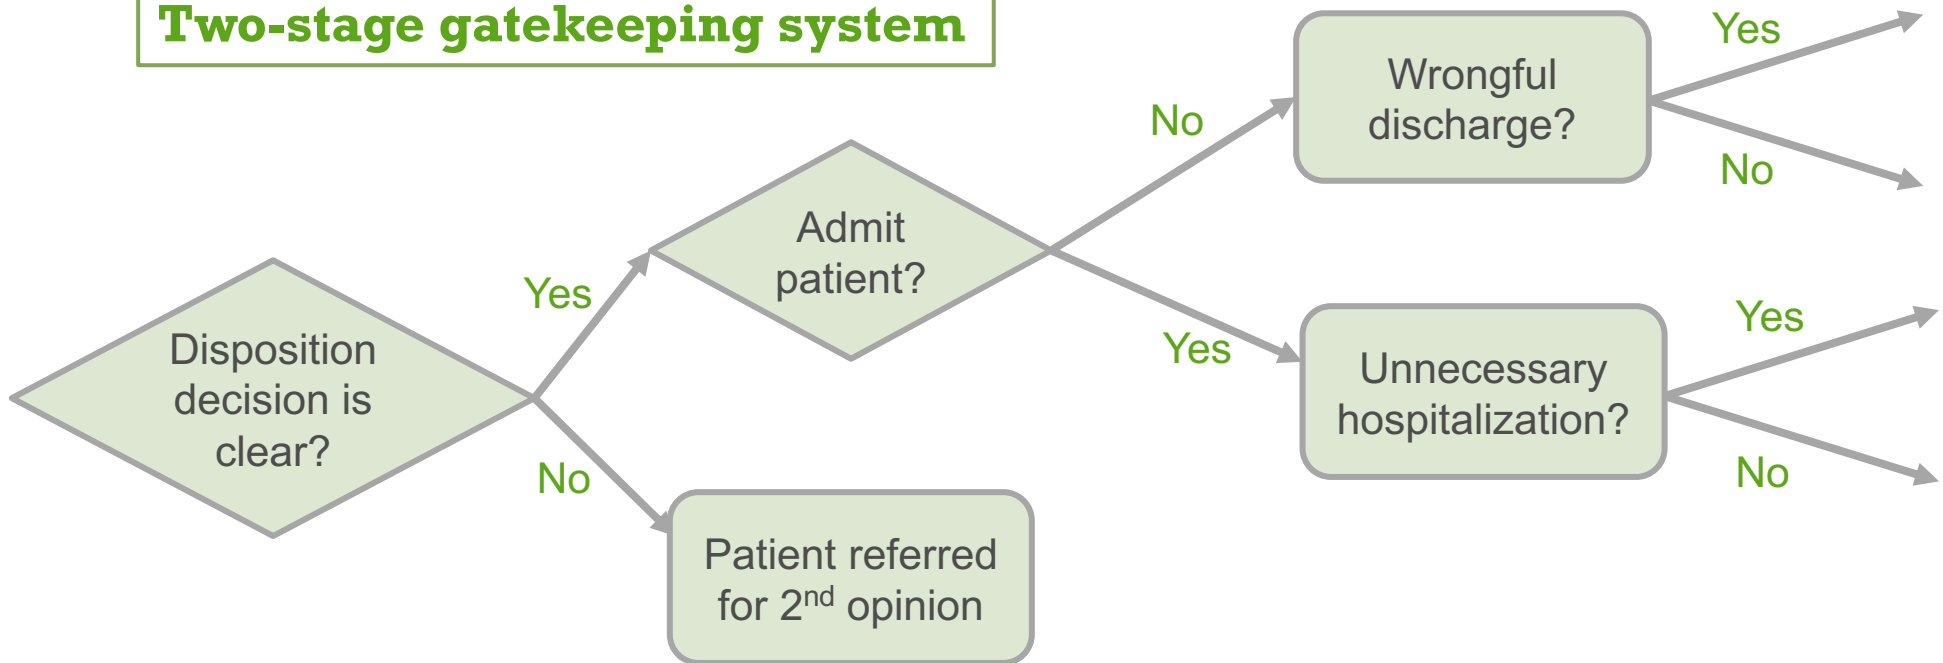 Two-stage gatekeeping system
Disposition
decision is
clear?
Yes
No
Admit
patient?
Patient referred
for 2nd opinion
No
Yes
Wrongful
discharge?
Yes
No
Unnecessary
hospitalization?
Yes
No